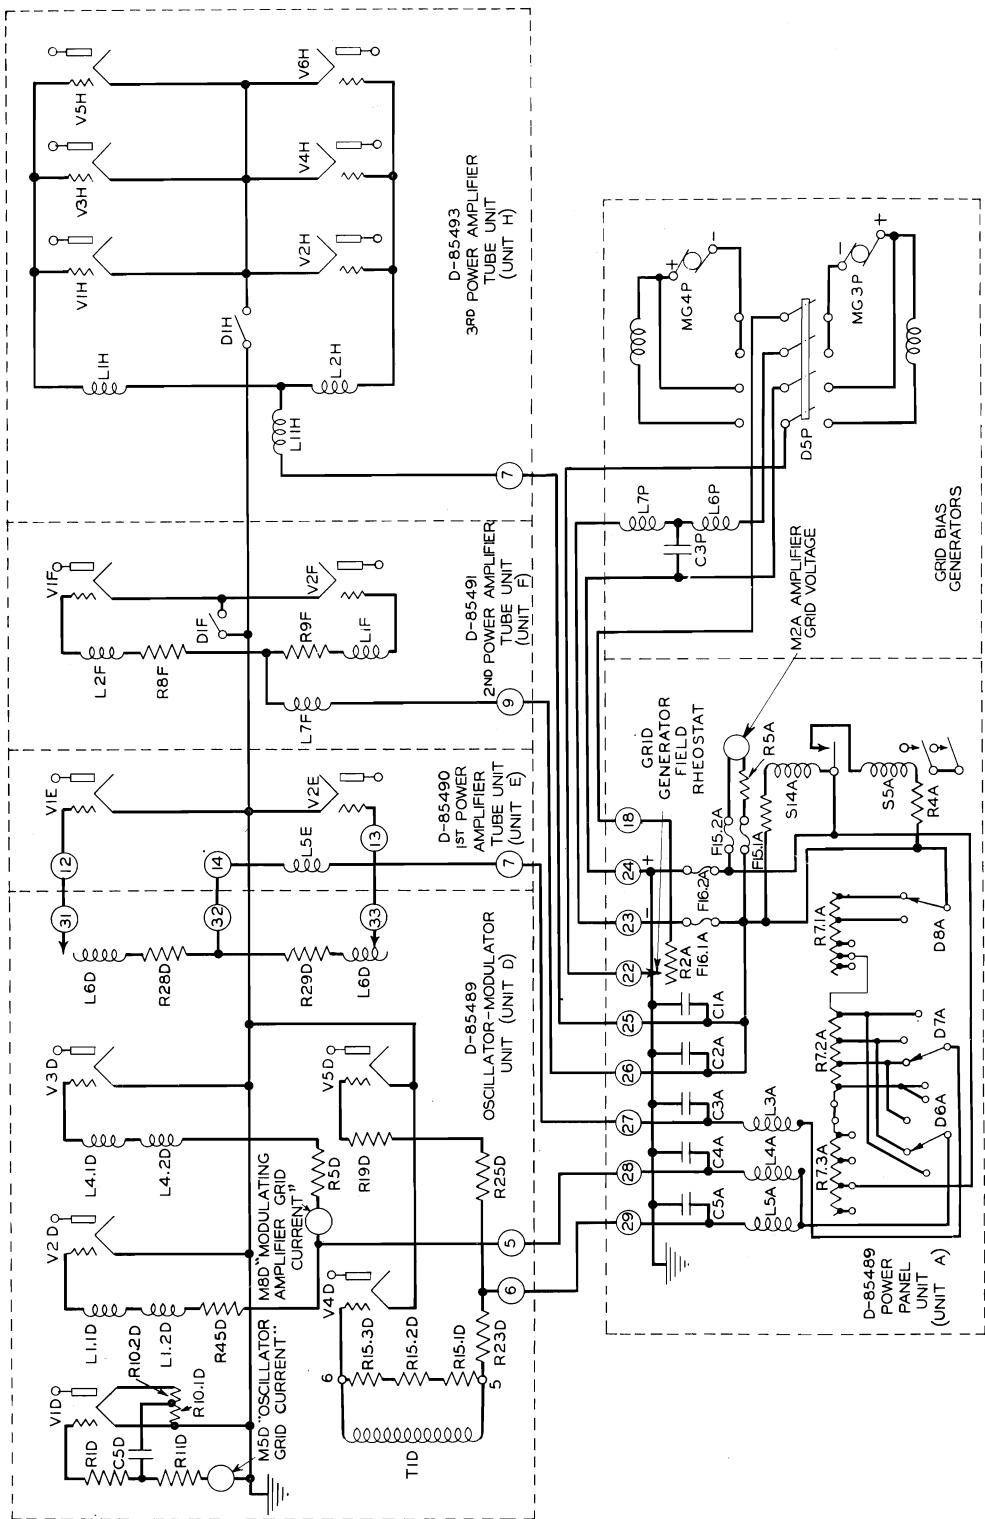 V5H
V6H
V3H
V4H
V1H
V2H
D1H
L1H
L2H
L11H
7
D-85493
3RD POWER AMPLIFIER
TUBE UNIT
(UNIT H)
V1F
V2F
D1F
R9F
L1F
L2F
R8F
L7F
9
D-85491
2ND POWER AMPLIFIER
TUBE UNIT
(UNIT F)
V1E
V2E
12
13
14
L5E
7
D-85490
1ST POWER
AMPLIFIER
TUBE UNIT
(UNIT E)
31
32
33
L6D
R28D
R29D
L6D
D-85489
OSCILLATOR-MODULATOR
UNIT (UNIT D)
V3D
V5D
L4.1D
L4.2D
R5D
R19D
R25D
V2D
M8D "MODULATING
AMPLIFIER GRID
CURRENT"
5
6
V4D
L1.1D
L1.2D
R45D
R15.3D
R15.2D
R15.1D
R23D
6
5
T1D
V1D
R10.2D
R10.1D
R1D
C5D
R11D
M5D "OSCILLATOR
GRID CURRENT"
+
MG4P
-
-
MG3P
+
D5P
L7P
L6P
C3P
GRID BIAS
GENERATORS
M2A AMPLIFIER
GRID VOLTAGE
GRID
GENERATOR
FIELD
RHEOSTAT
R5A
18
24
+
23
-
22
25
26
27
28
29
F15.2A
F15.1A
F16.2A
F16.1A
R2A
S14A
S5A
R4A
C1A
C2A
C3A
C4A
C5A
L3A
L4A
L5A
R7.1A
R7.2A
R7.3A
D8A
D7A
D6A
D-85489
POWER
PANEL
UNIT
(UNIT A)